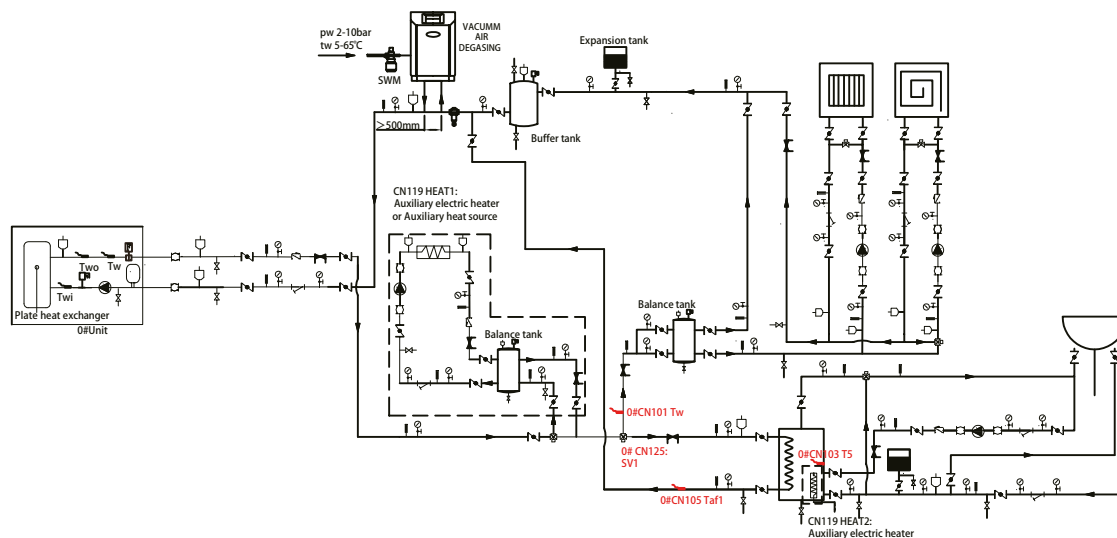 pw 2-10bar
tw 5-65℃
SWM
VACUMM
AIR
DEGASING
>500mm
Expansion tank
Buffer tank
CN119 HEAT1:
Auxiliary electric heater
or Auxiliary heat source
Two
Tw
Twi
Plate heat exchanger
0#Unit
Balance tank
Balance tank
0#CN101 Tw
0# CN125:
SV1
0#CN103 T5
0#CN105 Taf1
CN119 HEAT2:
Auxiliary electric heater